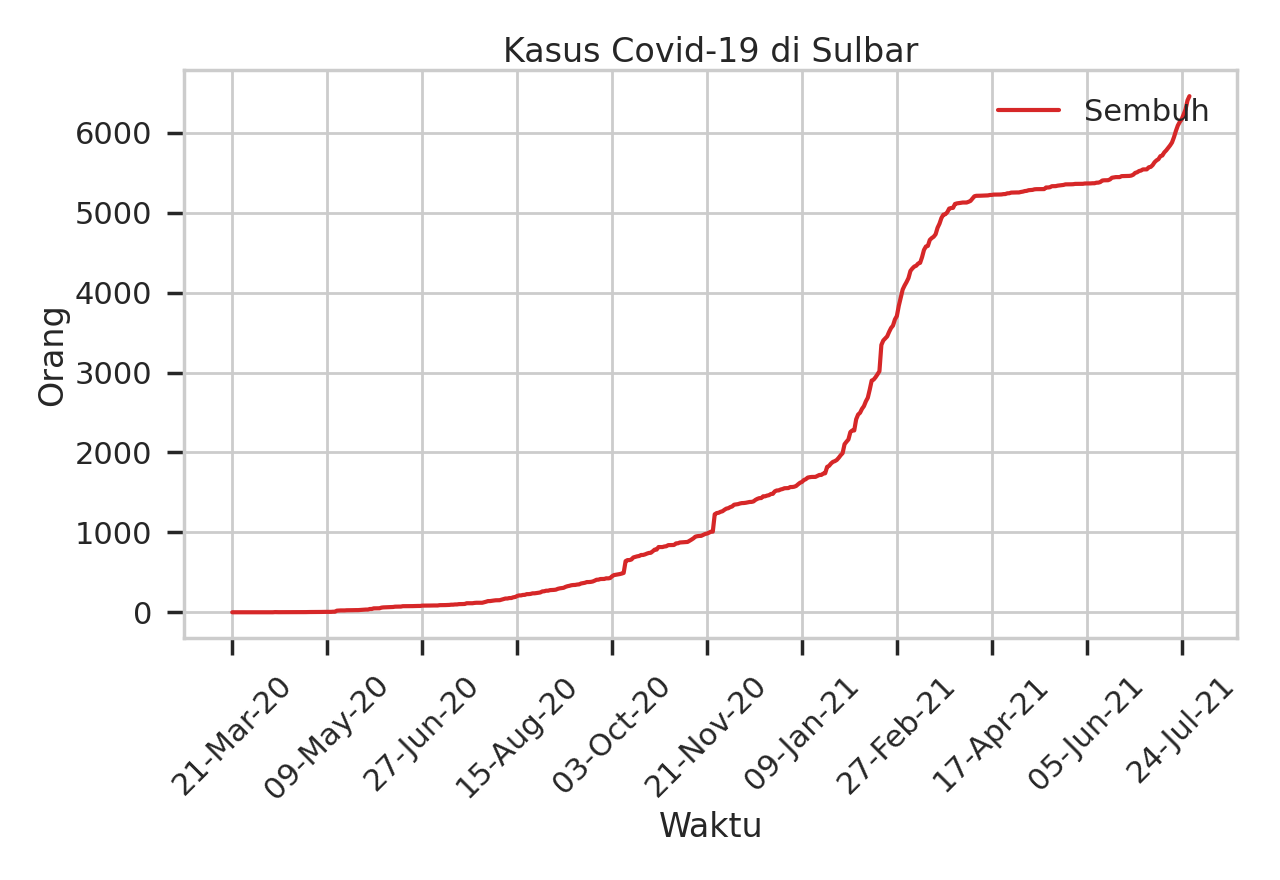 Kasus Covid-19 di Sulbar
Sembuh
6000
5000
4000
3000
2000
1000
0
Orang
21-Mar-20
09-May-20
27-Jun-20
15-Aug-20
03-Oct-20
21-Nov-20
09-Jan-21
27-Feb-21
17-Apr-21
05-Jun-21
24-Jul-21
Waktu